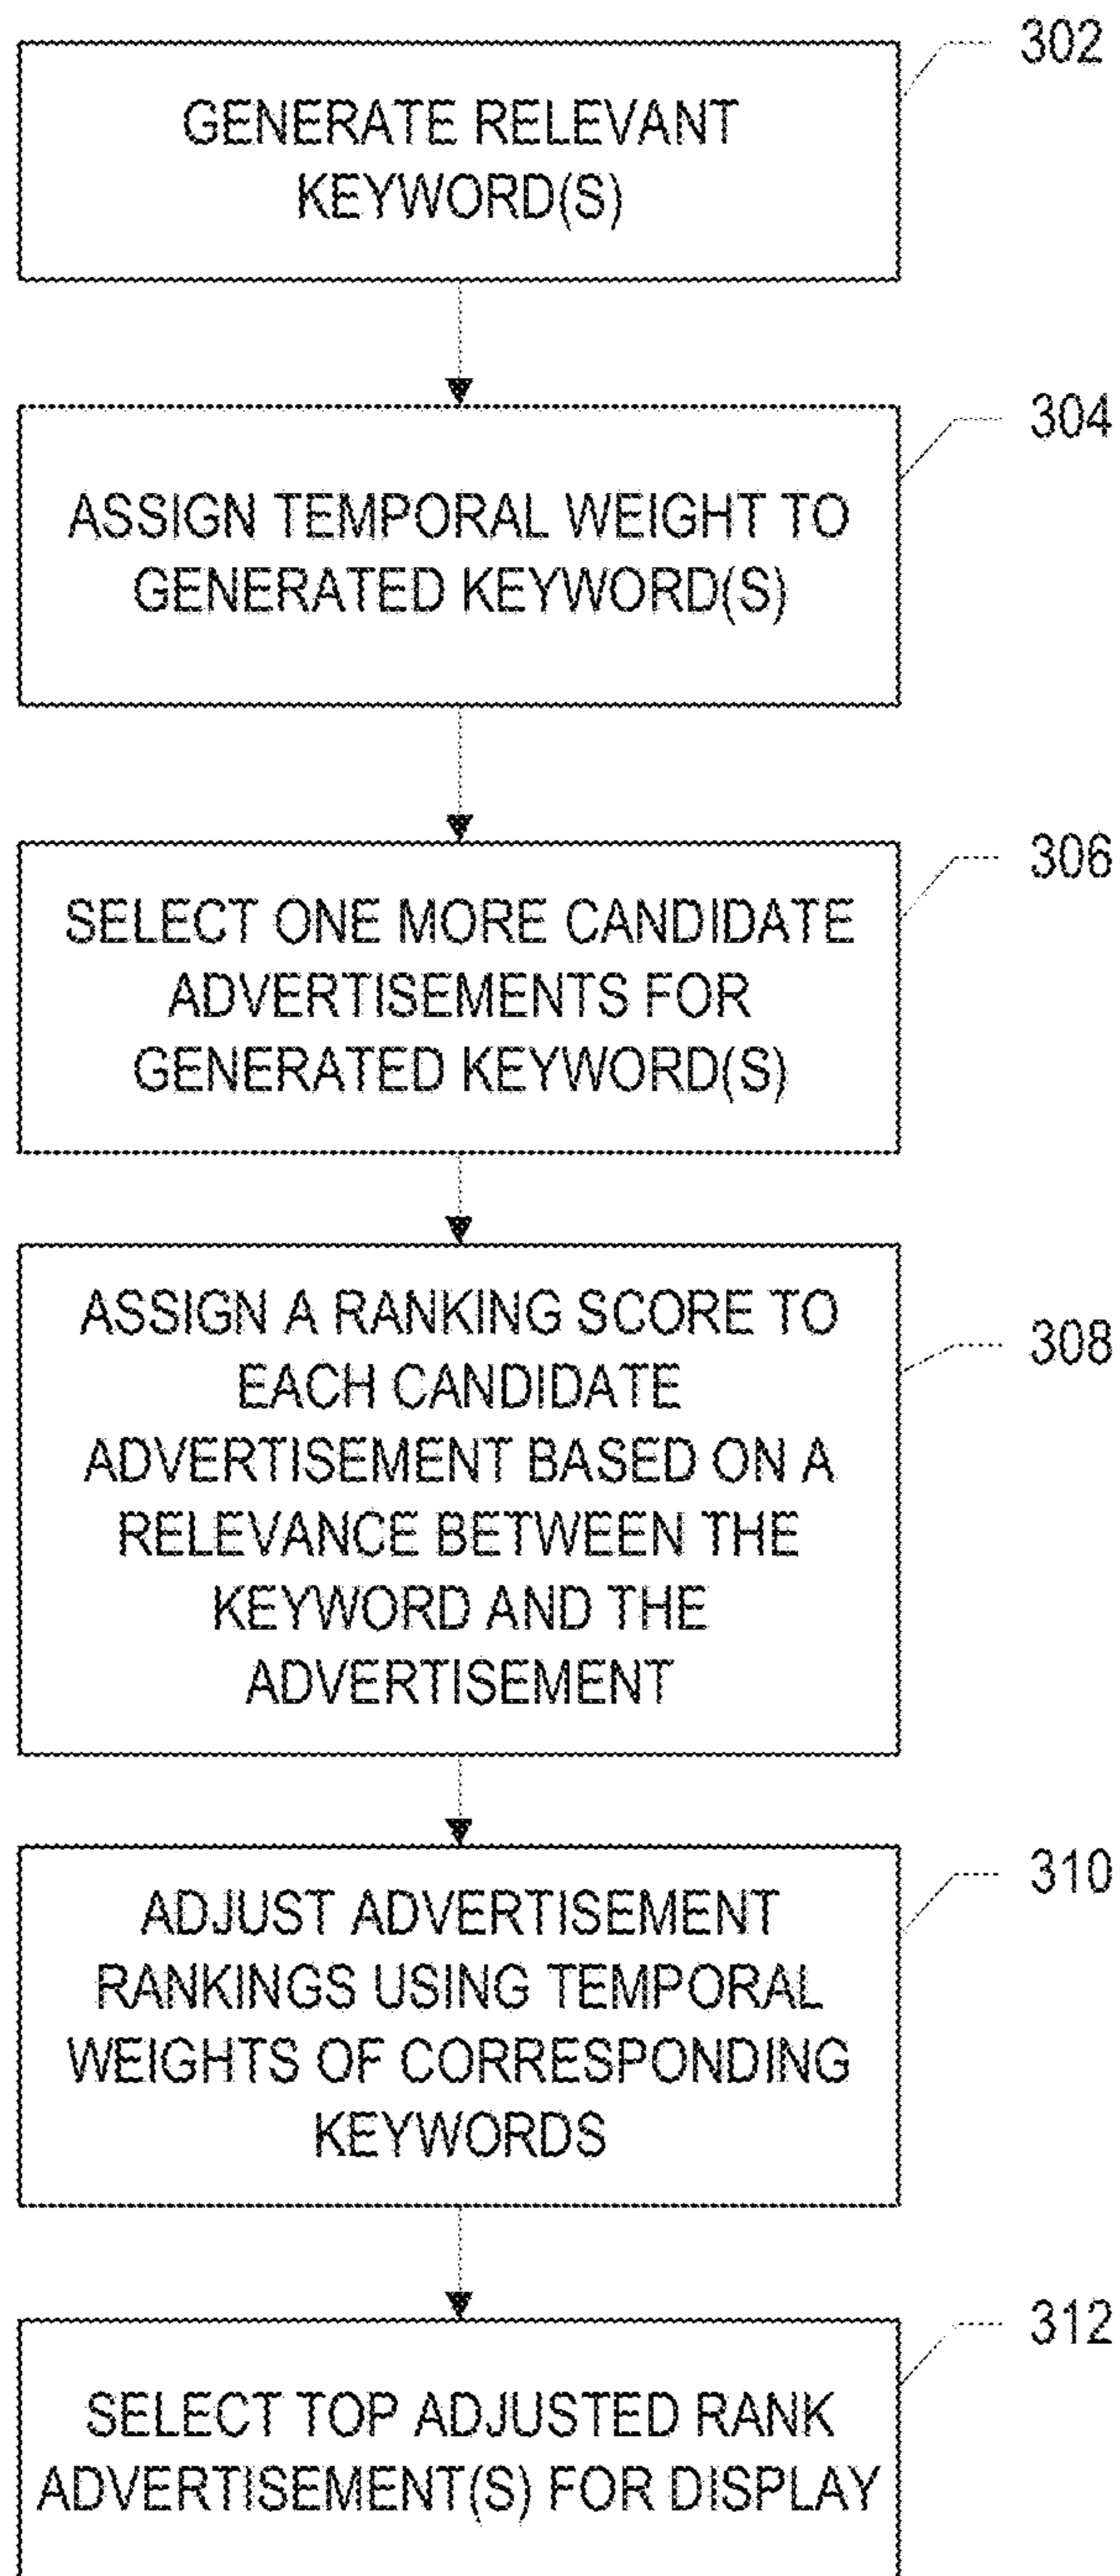 302
GENERATE RELEVANT
KEYWORD(S)
304
ASSIGN TEMPORAL WEIGHT TO
GENERATED KEYWORD(S)
306
SELECT ONE MORE CANDIDATE
ADVERTISEMENTS FOR
GENERATED KEYWORD(S)
308
ASSIGN A RANKING SCORE TO
EACH CANDIDATE
ADVERTISEMENT BASED ON A
RELEVANCE BETWEEN THE
KEYWORD AND THE
ADVERTISEMENT
310
ADJUST ADVERTISEMENT
RANKINGS USING TEMPORAL
WEIGHTS OF CORRESPONDING
KEYWORDS
312
SELECT TOP ADJUSTED RANK
ADVERTISEMENT(S) FOR DISPLAY